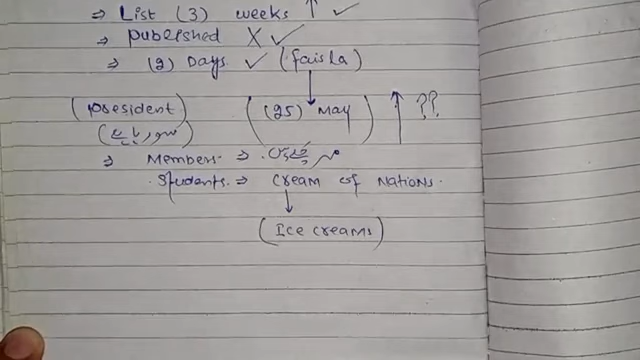 ⇒ List (3) weeks ↑ ✓
⇒ published X ✓
⇒ (2) Days ✓ (faisla)
(president) (25) May ↑ ??
⇒ Members ⇒
Students ⇒ cream of Nations.
(Ice creams)